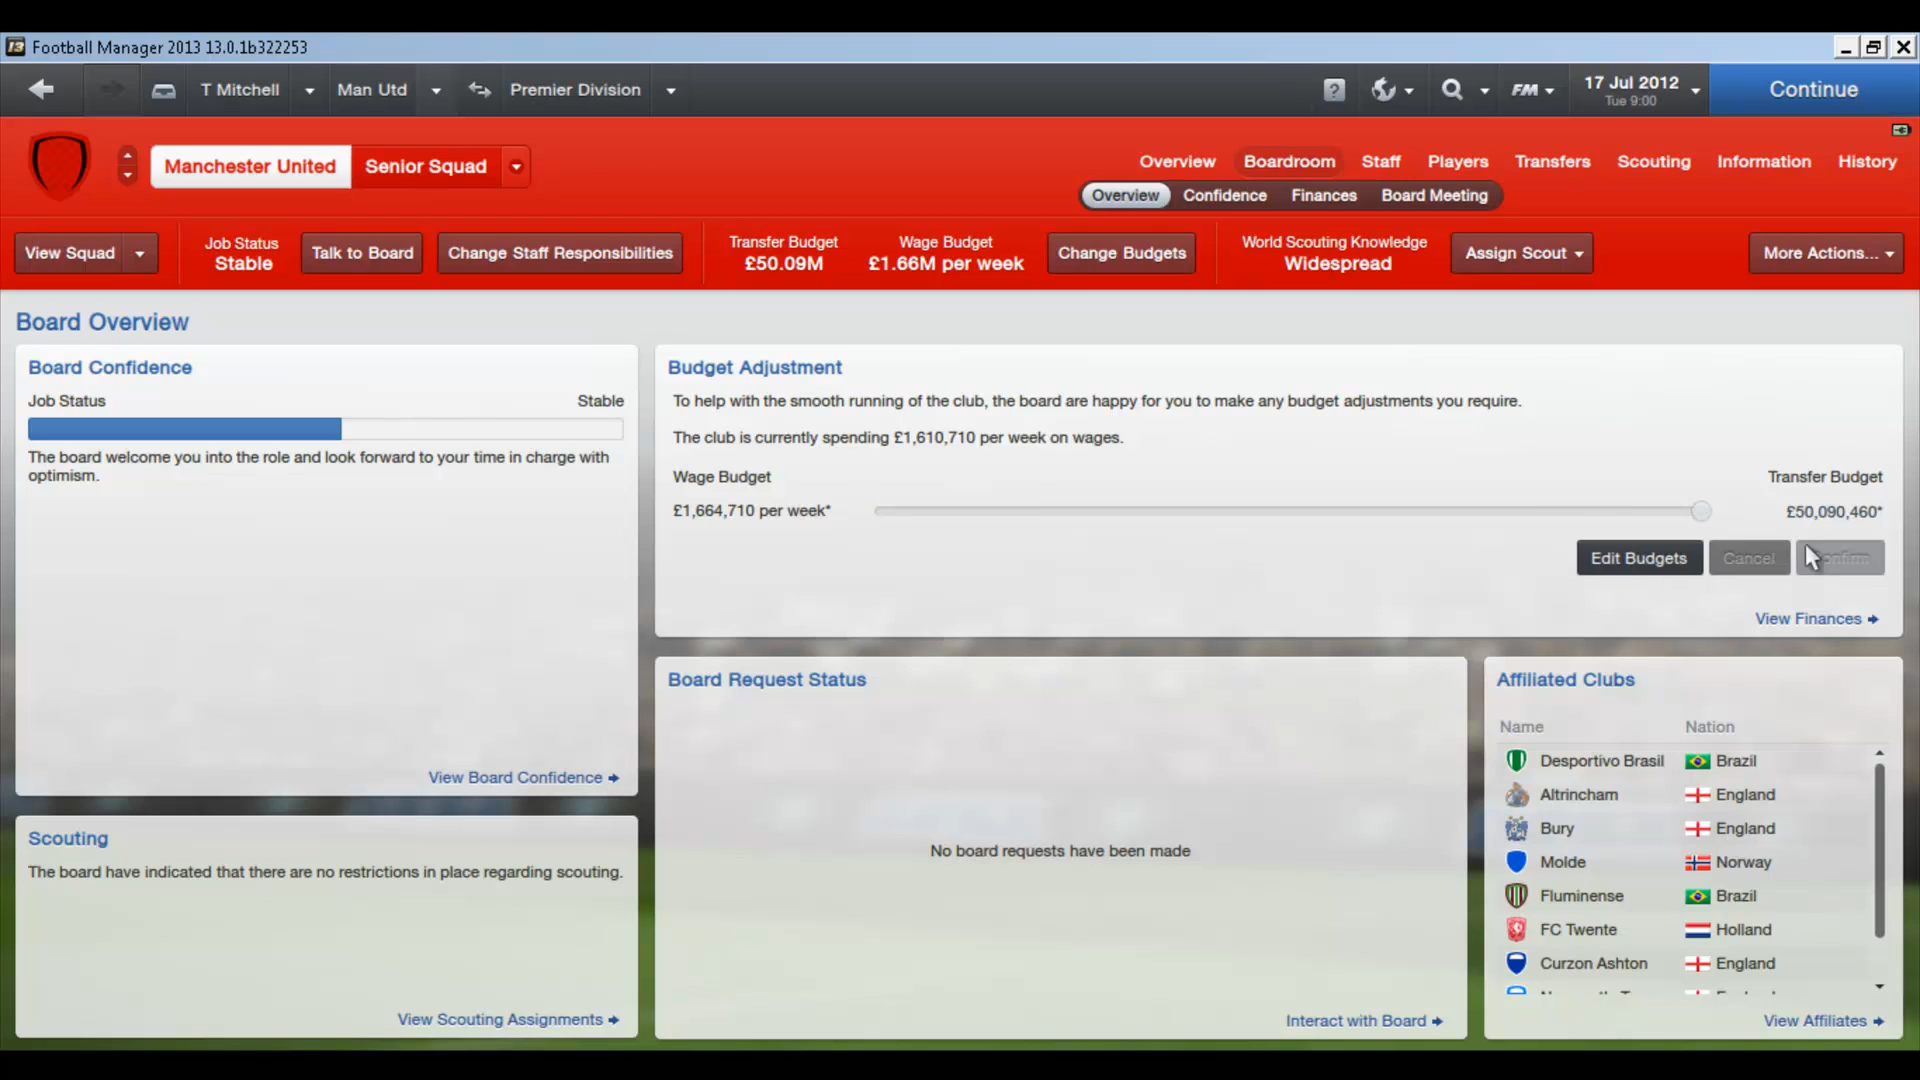 Football Manager 2013 13.0.1b322253
T Mitchell
Man Utd
Premier Division
?
FM
17 Jul 2012
Tue 9:00
Continue
Manchester United
Senior Squad
Overview
Boardroom
Staff
Players
Transfers
Scouting
Information
History
Overview
Confidence
Finances
Board Meeting
View Squad
Job Status
Stable
Talk to Board
Change Staff Responsibilities
Transfer Budget
£50.09M
Wage Budget
£1.66M per week
Change Budgets
World Scouting Knowledge
Widespread
Assign Scout
More Actions...
Board Overview
Board Confidence
Job Status
Stable
The board welcome you into the role and look forward to your time in charge with
optimism.
View Board Confidence
Budget Adjustment
To help with the smooth running of the club, the board are happy for you to make any budget adjustments you require.
The club is currently spending £1,610,710 per week on wages.
Wage Budget
Transfer Budget
£1,664,710 per week*
£50,090,460*
Edit Budgets
Cancel
View Finances
Scouting
The board have indicated that there are no restrictions in place regarding scouting.
View Scouting Assignments
Board Request Status
No board requests have been made
Interact with Board
Affiliated Clubs
Name Nation
Desportivo Brasil Brazil
Altrincham England
Bury England
Molde Norway
Fluminense Brazil
FC Twente Holland
Curzon Ashton England
View Affiliates